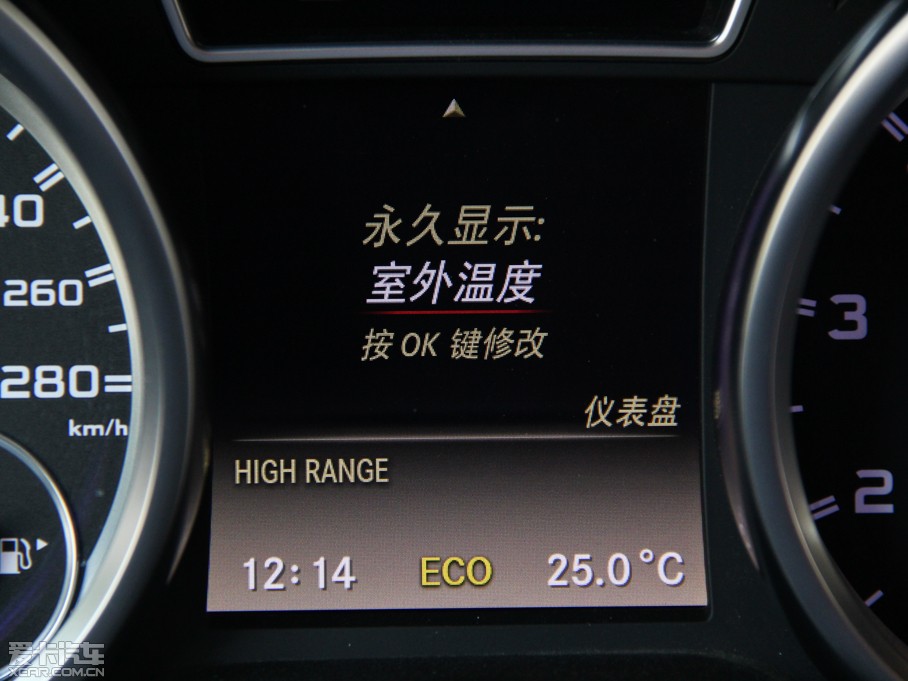 永久显示:
室外温度
按 OK 键修改
仪表盘
HIGH RANGE
12:14 ECO 25.0°C
40
260
280
km/h
3
2
爱卡汽车
XCAR.COM.CN